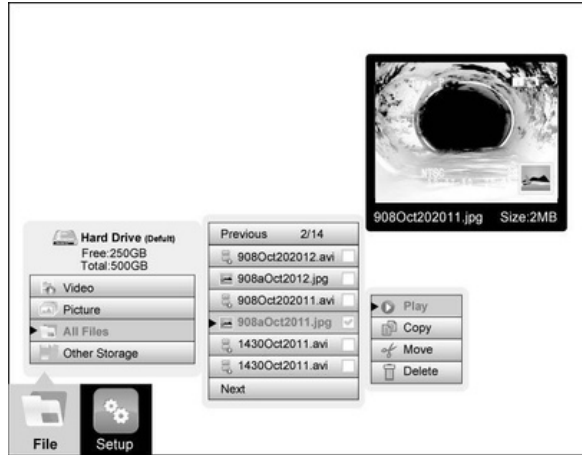 908Oct202011.jpg Size:2MB
Hard Drive (Defult)
Free:250GB
Total:500GB
Video
Picture
All Files
Other Storage
Previous 2/14
908Oct202012.avi
908aOct2012.jpg
908Oct202011.avi
908aOct2011.jpg
1430Oct2011.avi
1430Oct2011.avi
Next
Play
Copy
Move
Delete
File
Setup